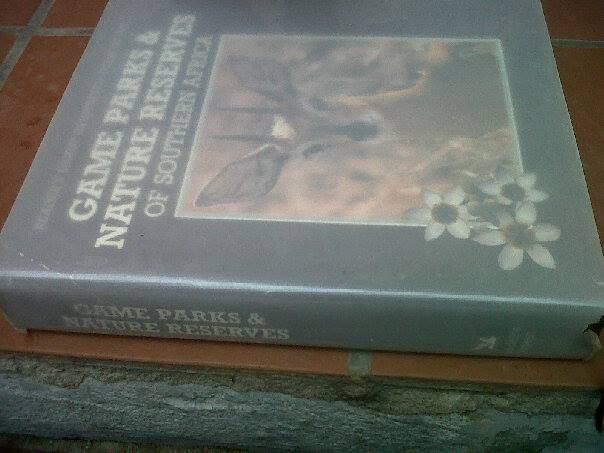 GAME PARKS &
NATURE RESERVES
OF SOUTHERN AFRICA
GAME PARKS &
NATURE RESERVES